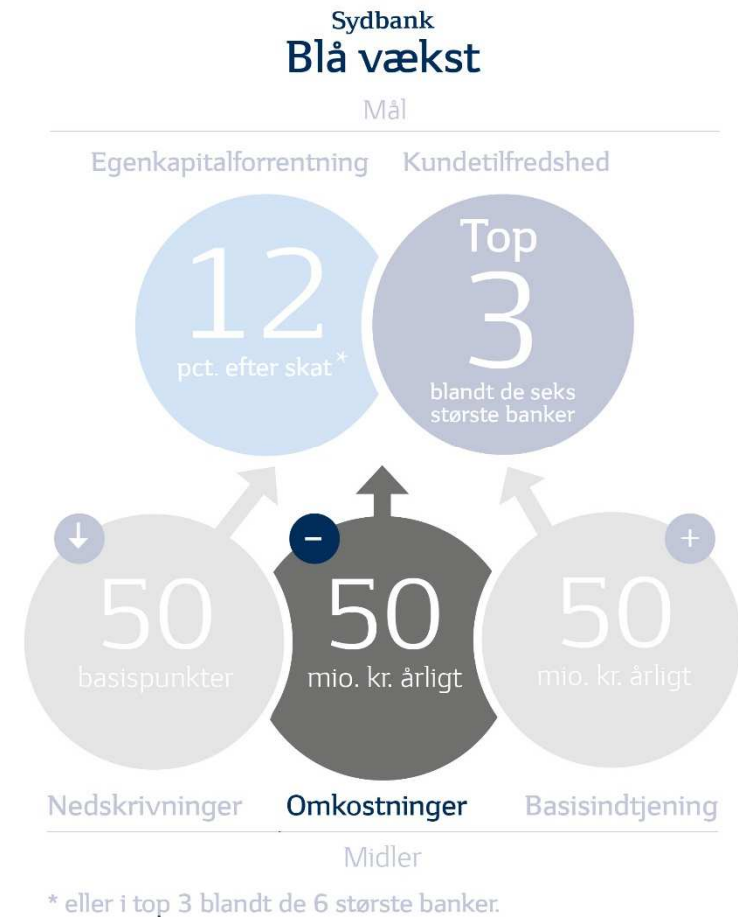 Sydbank
Blå vækst
Mål
Egenkapitalforrentning
Kundetilfredshed
12
pct. efter skat*
Top
3
blandt de seks
største banker
50
basispunkter
−
50
mio. kr. årligt
+
50
mio. kr. årligt
Nedskrivninger
Omkostninger
Basisindtjening
Midler
* eller i top 3 blandt de 6 største banker.